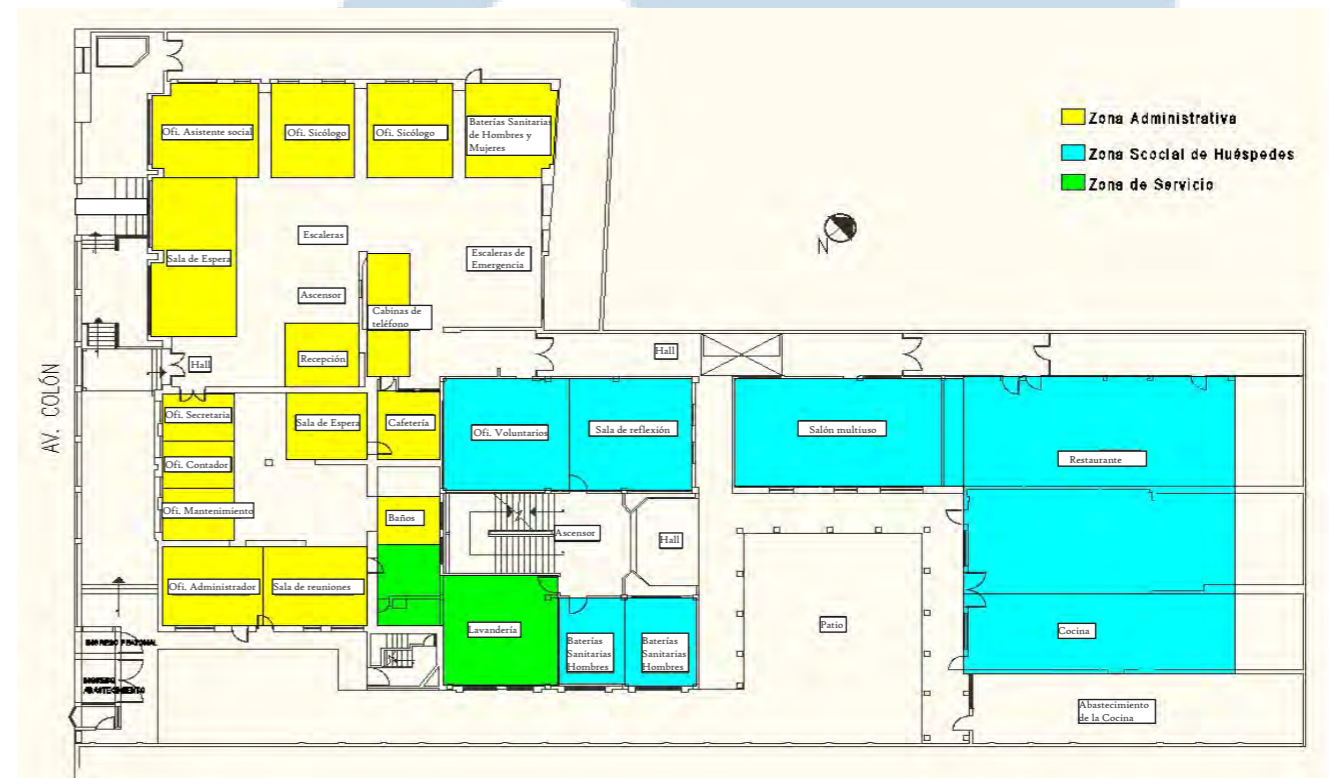 Ofi. Asistente social
Ofi. Sicólogo
Ofi. Sicólogo
Baterías Sanitarias
de Hombres y
Mujeres
Zona Administrativa
Zona Scocial de Huéspedes
Zona de Servicio
Escaleras
Sala de Espera
Escaleras de
Emergencia
N
Ascensor
Cabinas de
teléfono
Hall
Recepción
Hall
AV. COLÓN
Ofi. Secretaria
Sala de Espera
Cafetería
Ofi. Voluntarios
Sala de reflexión
Salón multiuso
Restaurante
Ofi. Contador
Ofi. Mantenimiento
Baños
Ascensor
Hall
Ofi. Administrador
Sala de reuniones
Lavandería
Patio
Cocina
INGRESO PEATONAL
Baterías
Sanitarias
Hombres
Baterías
Sanitarias
Hombres
INGRESO
ABASTECIMIENTO
Abastecimiento
de la Cocina